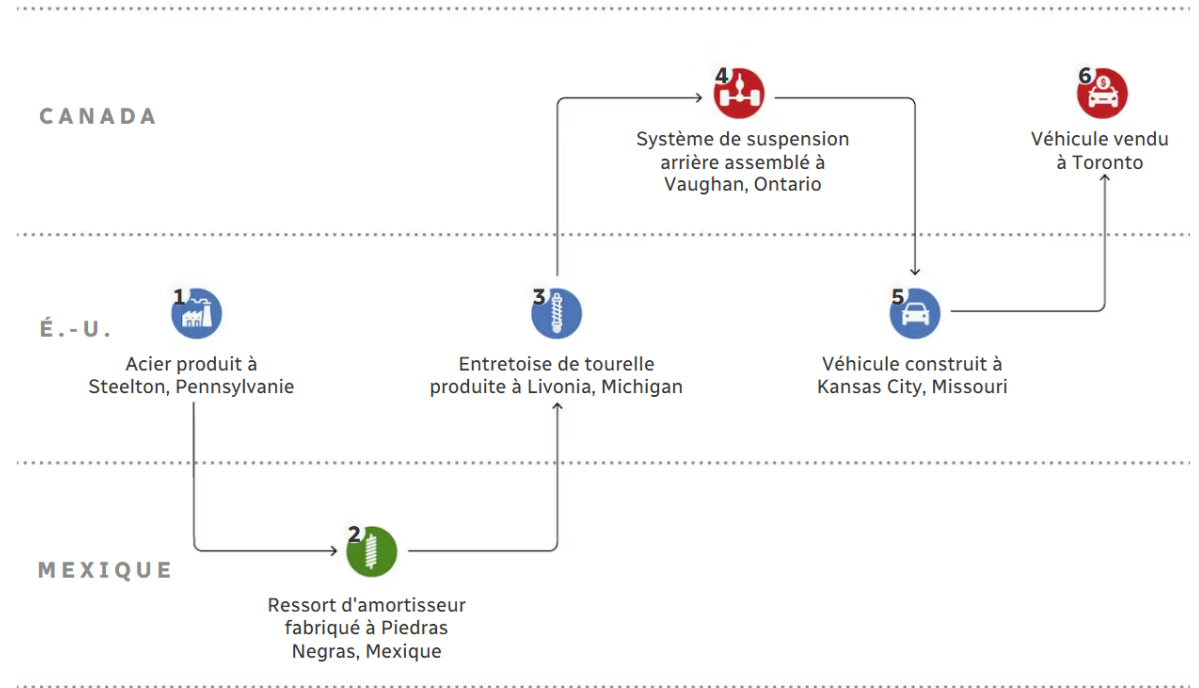 CANADA
4
Système de suspension
arrière assemblé à
Vaughan, Ontario
6
$
Véhicule vendu
à Toronto
É.-U.
1
Acier produit à
Steelton, Pennsylvanie
3
Entretoise de tourelle
produite à Livonia, Michigan
5
Véhicule construit à
Kansas City, Missouri
MEXIQUE
2
Ressort d'amortisseur
fabriqué à Piedras
Negras, Mexique